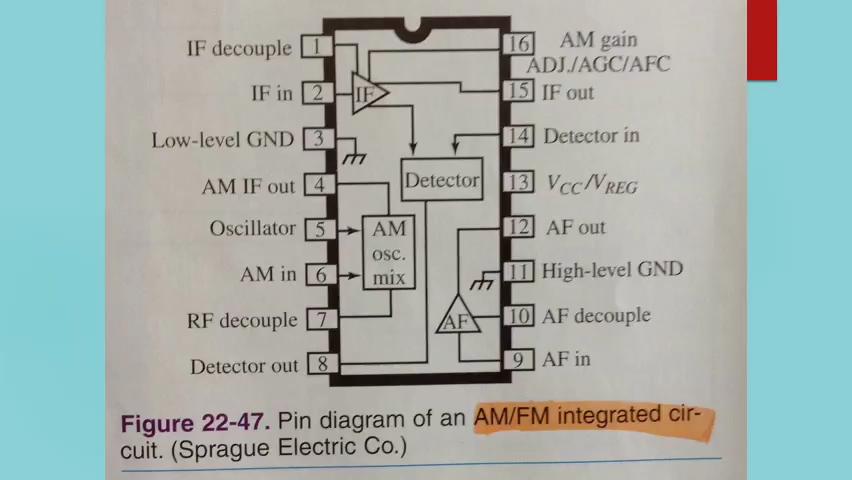 IF decouple 1
16 AM gain
ADJ./AGC/AFC
IF in 2
IF
15 IF out
Low-level GND 3
14 Detector in
AM IF out 4
Detector
13 VCC/VREG
Oscillator 5
AM
osc.
mix
12 AF out
AM in 6
11 High-level GND
RF decouple 7
AF
10 AF decouple
Detector out 8
9 AF in
Figure 22-47. Pin diagram of an AM/FM integrated cir-
cuit. (Sprague Electric Co.)